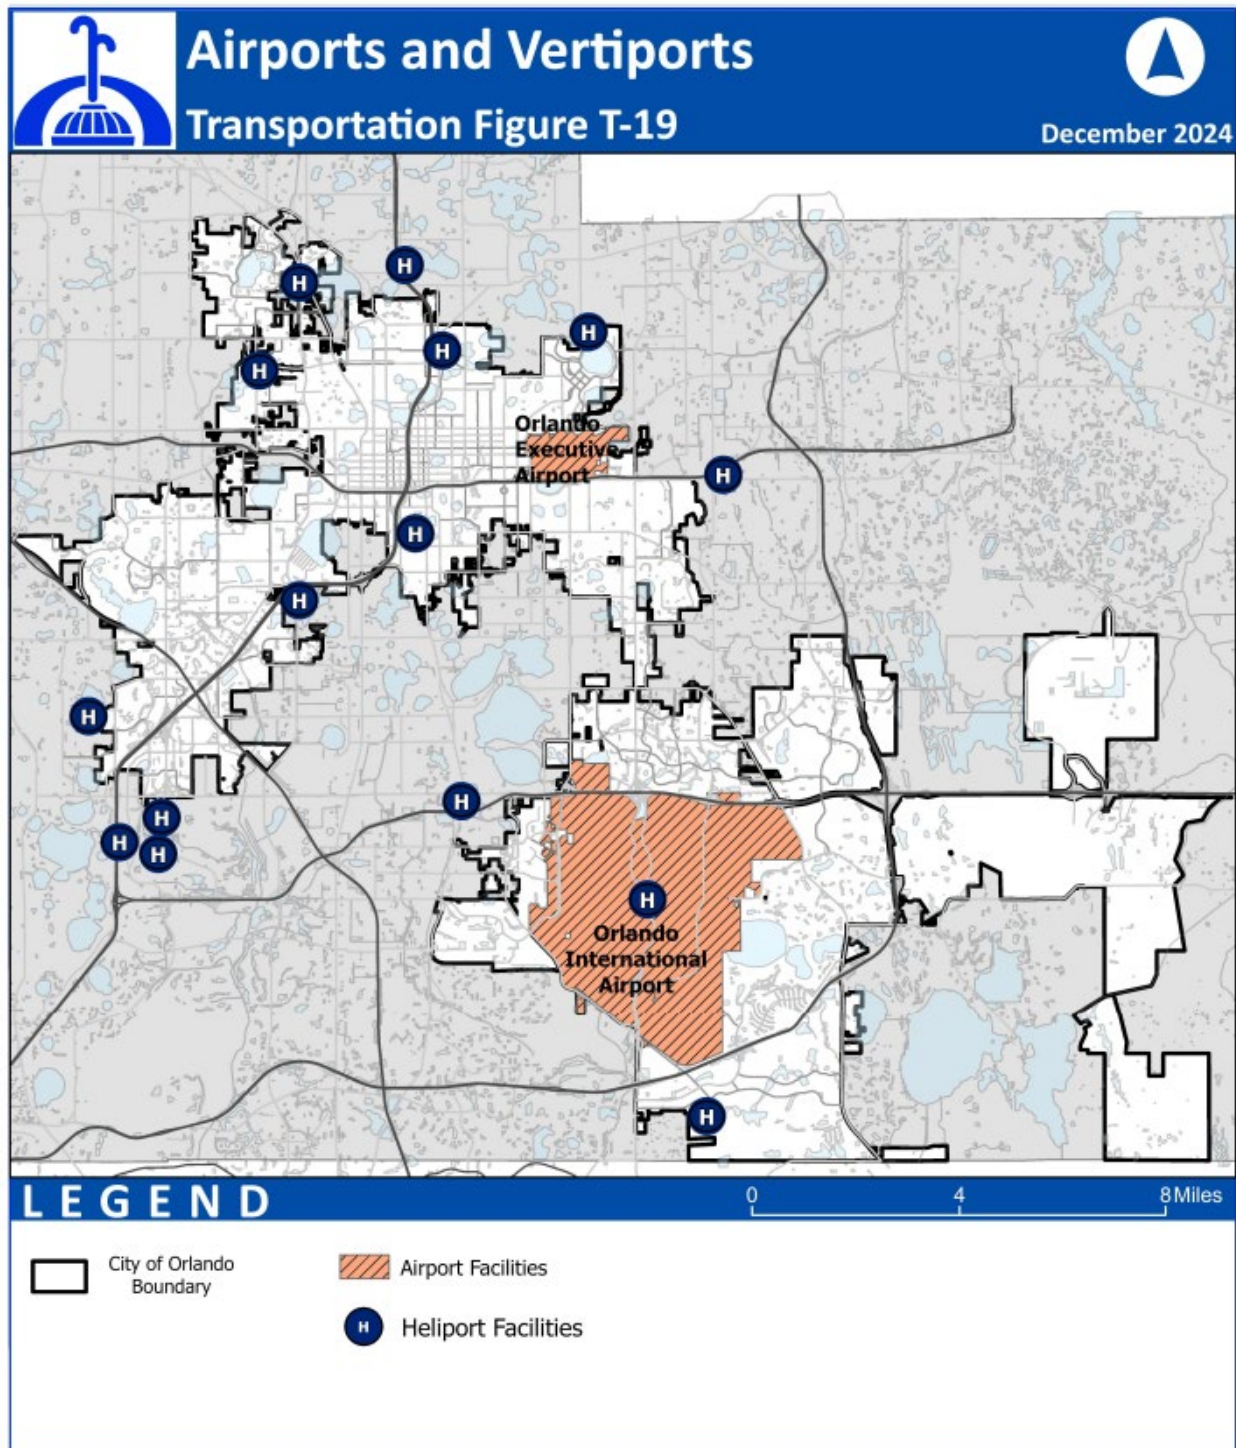 Airports and Vertiports
Transportation Figure T-19
December 2024
H
H
H
H
H
Orlando
Executive
Airport
H
H
H
H
H
H
H
H
H
Orlando
International
Airport
H
LEGEND
0 4 8 Miles
City of Orlando
Boundary
Airport Facilities
H Heliport Facilities